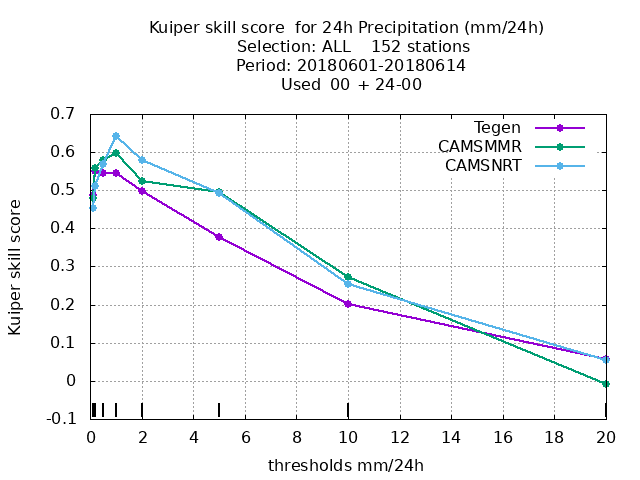 Kuiper skill score  for 24h Precipitation (mm/24h)
Selection: ALL    152 stations
Period: 20180601-20180614
Used  00 + 24-00
Tegen
CAMSMMR
CAMSNRT
Kuiper skill score
0.7
0.6
0.5
0.4
0.3
0.2
0.1
0
-0.1
0 2 4 6 8 10 12 14 16 18 20
thresholds mm/24h